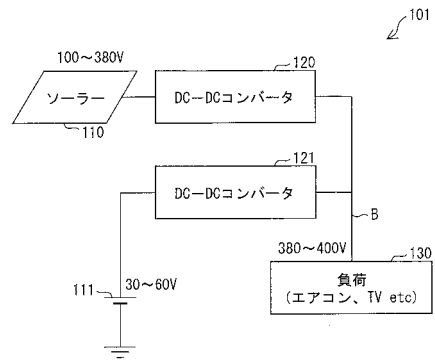 101
100～380V
120
ソーラー
DC－DCコンバータ
110
121
DC－DCコンバータ
B
380～400V
130
111
30～60V
負荷
(エアコン、TV etc)